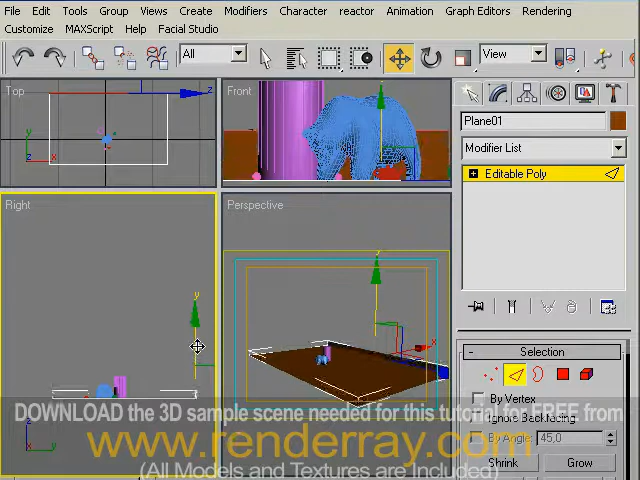 File Edit Tools Group Views Create Modifiers Character reactor Animation Graph Editors Rendering
Customize MAXScript Help Facial Studio
All View
Top Front
z
y
z x
Plane01
Modifier List
Editable Poly
Right Perspective
y
y
x
Selection
By Vertex
Ignore Backfacing
By Angle: 45,0
Shrink Grow
DOWNLOAD the 3D sample scene needed for this tutorial for FREE from
www.renderray.com
(All Models and Textures are Included)